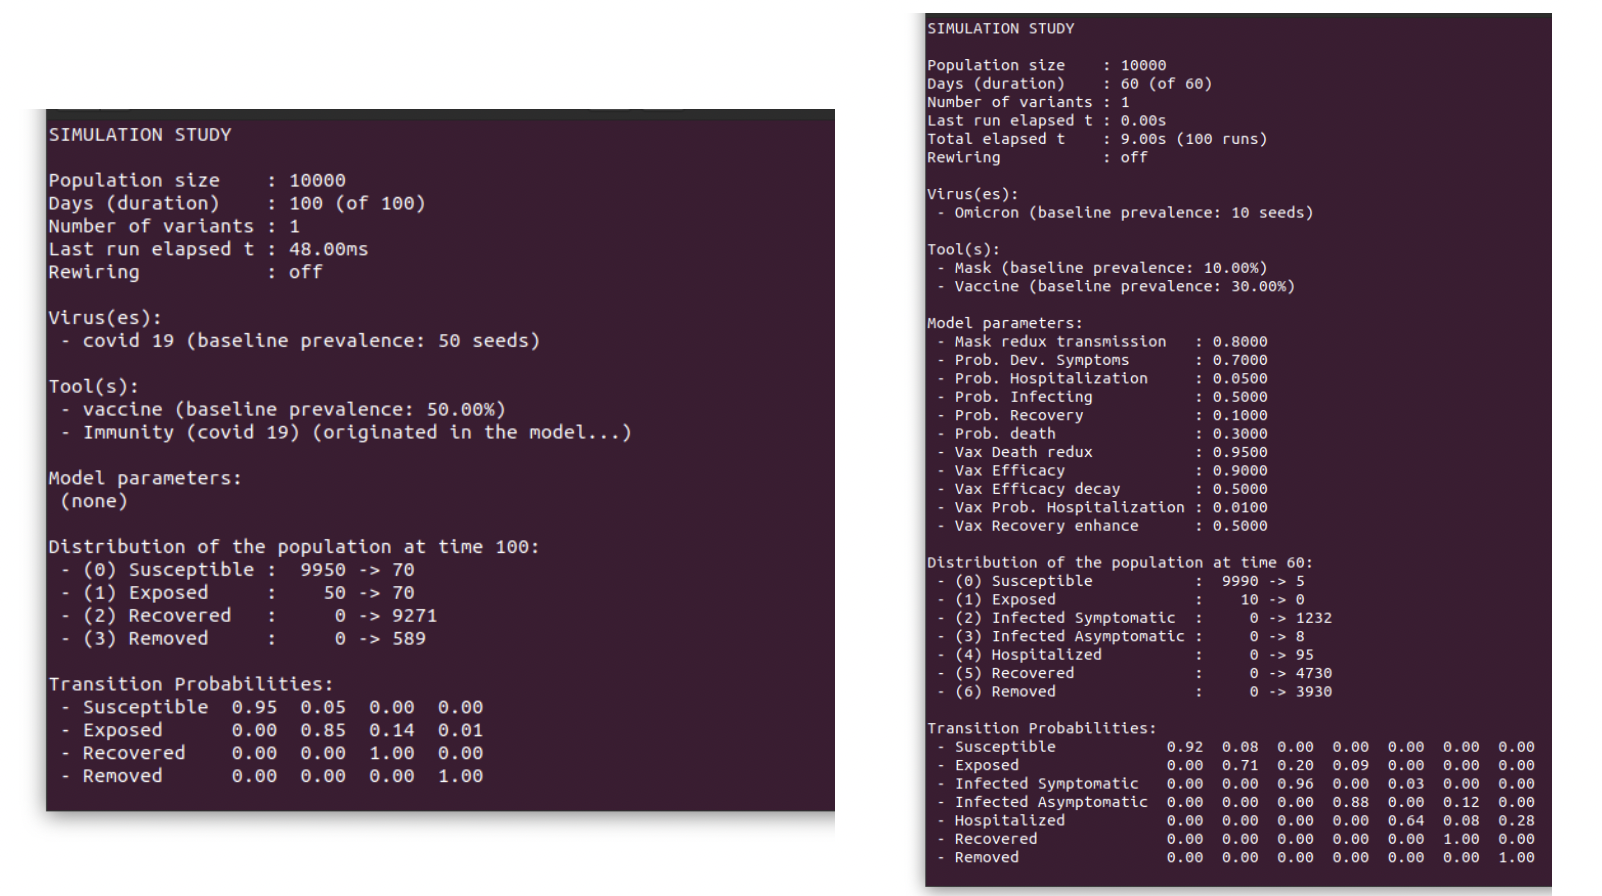 SIMULATION STUDY
Population size    : 10000
Days (duration)    : 100 (of 100)
Number of variants : 1
Last run elapsed t : 48.00ms
Rewiring           : off
Virus(es):
 - covid 19 (baseline prevalence: 50 seeds)
Tool(s):
 - vaccine (baseline prevalence: 50.00%)
 - Immunity (covid 19) (originated in the model...)
Model parameters:
 (none)
Distribution of the population at time 100:
 - (0) Susceptible :  9950 -> 70
 - (1) Exposed     :    50 -> 70
 - (2) Recovered   :     0 -> 9271
 - (3) Removed     :     0 -> 589
Transition Probabilities:
 - Susceptible  0.95  0.05  0.00  0.00
 - Exposed      0.00  0.85  0.14  0.01
 - Recovered    0.00  0.00  1.00  0.00
 - Removed      0.00  0.00  0.00  1.00
SIMULATION STUDY
Population size    : 10000
Days (duration)    : 60 (of 60)
Number of variants : 1
Last run elapsed t : 0.00s
Total elapsed t    : 9.00s (100 runs)
Rewiring           : off
Virus(es):
 - Omicron (baseline prevalence: 10 seeds)
Tool(s):
 - Mask (baseline prevalence: 10.00%)
 - Vaccine (baseline prevalence: 30.00%)
Model parameters:
 - Mask redux transmission   : 0.8000
 - Prob. Dev. Symptoms       : 0.7000
 - Prob. Hospitalization     : 0.0500
 - Prob. Infecting           : 0.5000
 - Prob. Recovery            : 0.1000
 - Prob. death               : 0.3000
 - Vax Death redux           : 0.9500
 - Vax Efficacy              : 0.9000
 - Vax Efficacy decay        : 0.5000
 - Vax Prob. Hospitalization : 0.0100
 - Vax Recovery enhance      : 0.5000
Distribution of the population at time 60:
 - (0) Susceptible           :  9990 -> 5
 - (1) Exposed               :    10 -> 0
 - (2) Infected Symptomatic  :     0 -> 1232
 - (3) Infected Asymptomatic :     0 -> 8
 - (4) Hospitalized          :     0 -> 95
 - (5) Recovered             :     0 -> 4730
 - (6) Removed               :     0 -> 3930
Transition Probabilities:
 - Susceptible            0.92  0.08  0.00  0.00  0.00  0.00  0.00
 - Exposed                0.00  0.71  0.20  0.09  0.00  0.00  0.00
 - Infected Symptomatic   0.00  0.00  0.96  0.00  0.03  0.00  0.00
 - Infected Asymptomatic  0.00  0.00  0.00  0.88  0.00  0.12  0.00
 - Hospitalized           0.00  0.00  0.00  0.00  0.64  0.08  0.28
 - Recovered              0.00  0.00  0.00  0.00  0.00  1.00  0.00
 - Removed                0.00  0.00  0.00  0.00  0.00  0.00  1.00